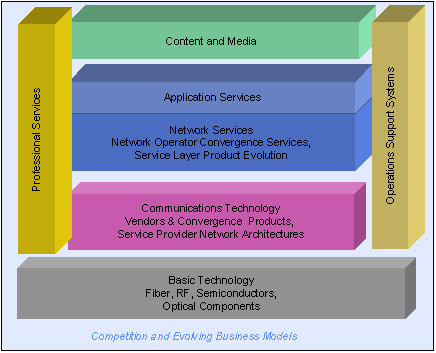 Content and Media
Professional Services
Operations Support Systems
Application Services
Network Services
Network Operator Convergence Services,
Service Layer Product Evolution
Communications Technology
Vendors & Convergence Products,
Service Provider Network Architectures
Basic Technology
Fiber, RF, Semiconductors,
Optical Components
Competition and Evolving Business Models